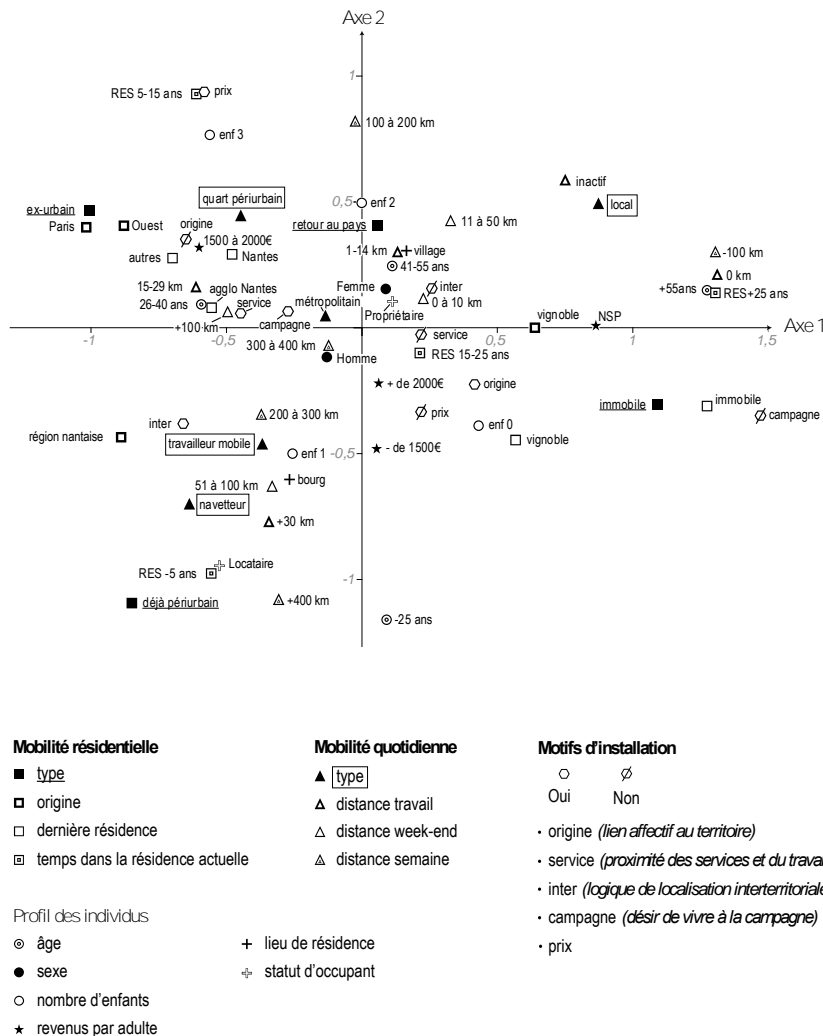 Axe 2
1
RES 5-15 ans prix
100 à 200 km
enf 3
inactif
quart périurbain
0,5 enf 2 local
ex-urbain
Paris Ouest origine retour au pays 11 à 50 km
1500 à 2000€
autres Nantes 1-14 km village -100 km
41-55 ans
15-29 km agglo Nantes Femme inter 0 km
26-40 ans service métropolitain 0 à 10 km +55ans RES+25 ans
+100km campagne Propriétaire vignoble NSP
Axe 1
-1 -0,5 service 0,5 1 1,5
300 à 400 km Homme RES 15-25 ans
+ de 2000€ origine
immobile immobile
inter 200 à 300 km prix campagne
région nantaise travailleur mobile enf 0
enf 1 -0,5 - de 1500€ vignoble
51 à 100 km bourg
navetteur
+30 km
Locataire
RES -5 ans -1
déjà périurbain +400 km
-25 ans
Mobilité résidentielle
type
origine
dernière résidence
temps dans la résidence actuelle
Mobilité quotidienne
type
distance travail
distance week-end
distance semaine
Motifs d'installation
Oui Non
• origine (lien affectif au territoire)
• service (proximité des services et du travai
• inter (logique de localisation interterritoriale
• campagne (désir de vivre à la campagne)
• prix
Profil des individus
âge
sexe
nombre d'enfants
revenus par adulte
lieu de résidence
statut d'occupant